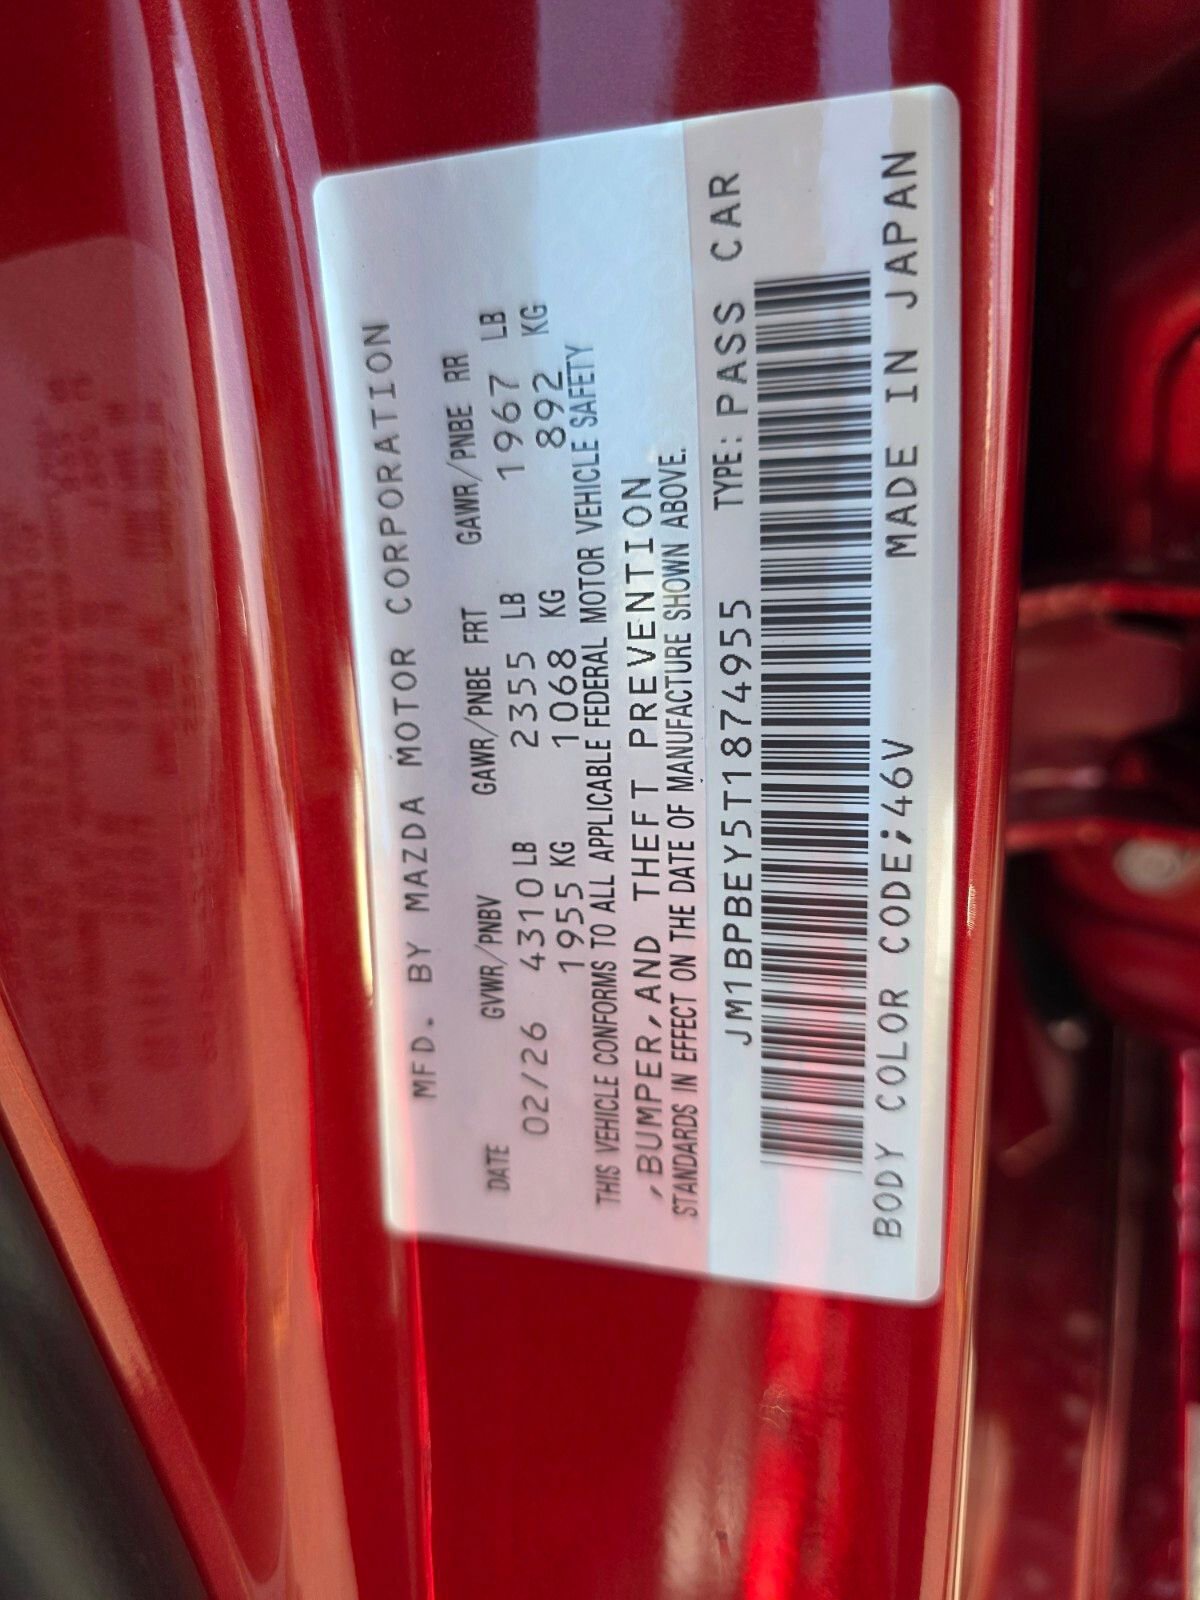 MFD. BY MAZDA MOTOR CORPORATION
DATE GVWR/PNBV GAWR/PNBE FRT GAWR/PNBE RR
02/26 4310 LB 2355 LB 1967 LB
1955 KG 1068 KG 892 KG
THIS VEHICLE CONFORMS TO ALL APPLICABLE FEDERAL MOTOR VEHICLE SAFETY
,BUMPER,AND THEFT PREVENTION
STANDARDS IN EFFECT ON THE DATE OF MANUFACTURE SHOWN ABOVE.
JM1BPBEY5T1874955 TYPE: PASS CAR
BODY COLOR CODE;46V MADE IN JAPAN